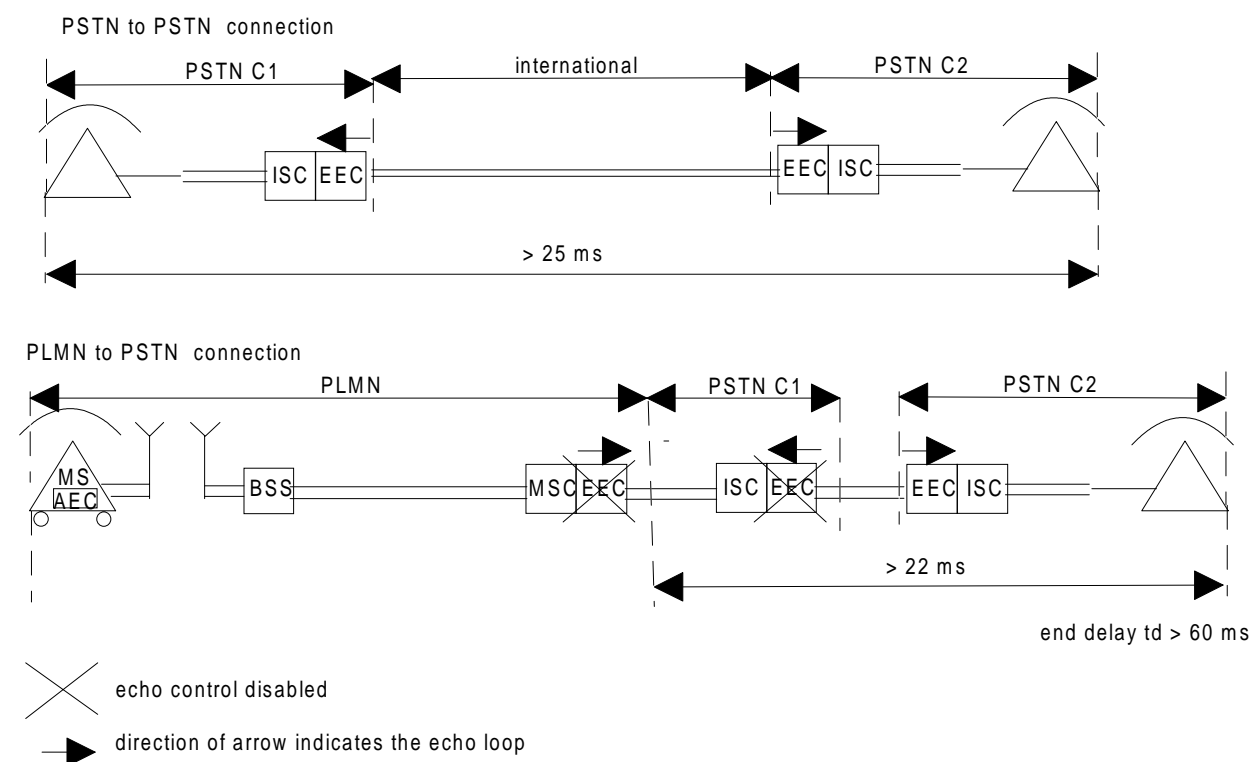 PSTN to PSTN connection
PSTN C1 international PSTN C2
ISC EEC EEC ISC
> 25 ms
PLMN to PSTN connection
PLMN PSTN C1 PSTN C2
MS
AEC BSS MSC EEC ISC EEC EEC ISC
> 22 ms
end delay td > 60 ms
echo control disabled
direction of arrow indicates the echo loop